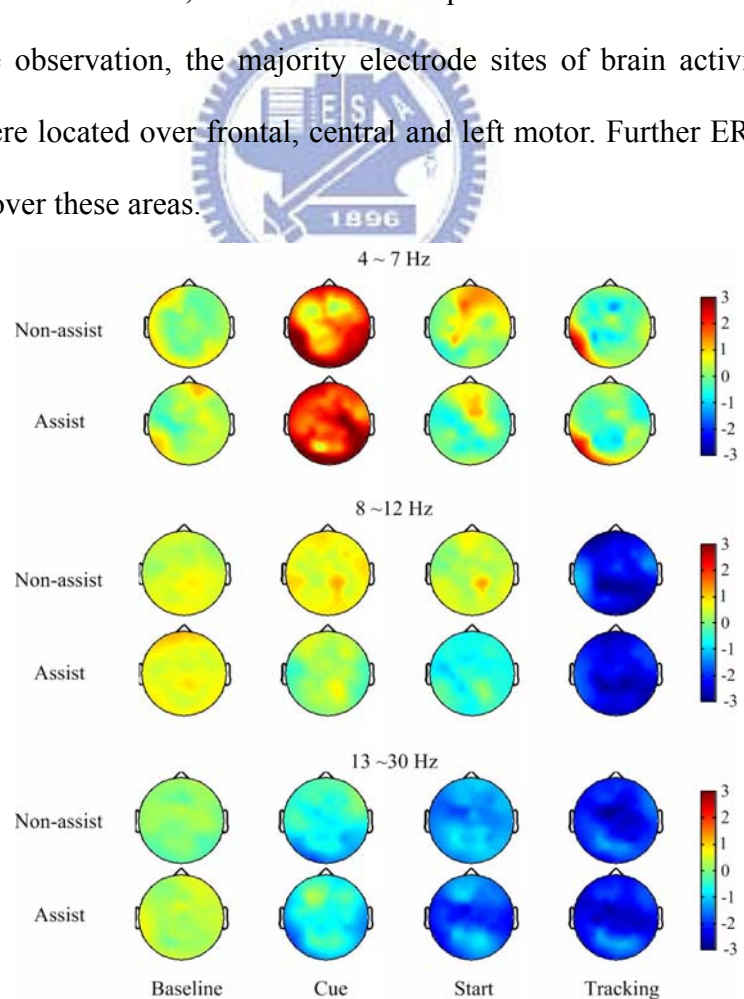 e observation, the majority electrode sites of brain activi
ere located over frontal, central and left motor. Further ER
over these areas.
E S A
1896
4 ~ 7 Hz
Non-assist
3
2
1
0
-1
-2
-3
Assist
8 ~12 Hz
Non-assist
3
2
1
0
-1
-2
-3
Assist
13 ~30 Hz
Non-assist
3
2
1
0
-1
-2
-3
Assist
Baseline Cue Start Tracking